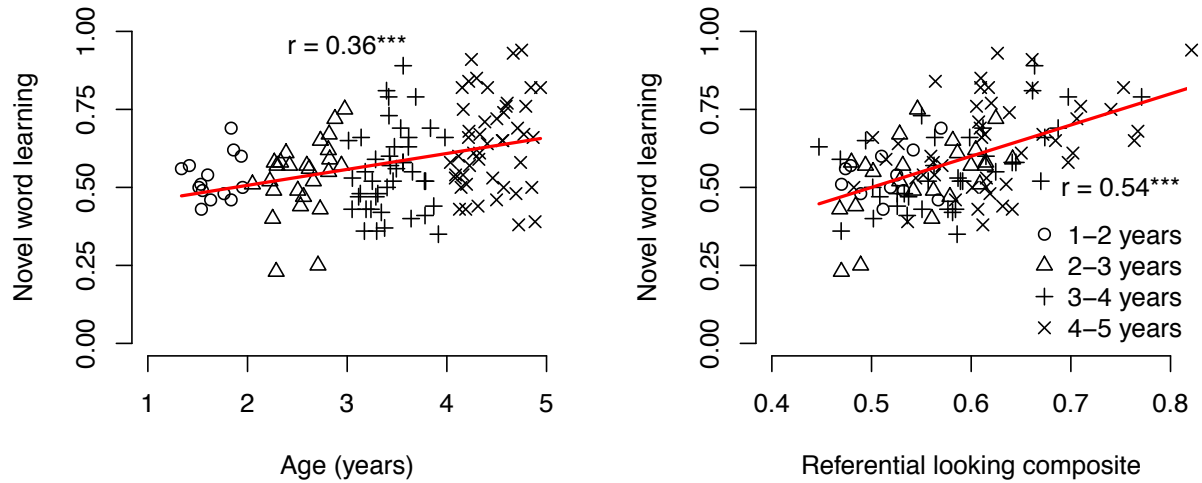 Novel word learning
0.00 0.25 0.50 0.75 1.00
r = 0.36***
1 2 3 4 5
Age (years)
Novel word learning
0.00 0.25 0.50 0.75 1.00
r = 0.54***
1−2 years
2−3 years
3−4 years
4−5 years
0.4 0.5 0.6 0.7 0.8
Referential looking composite